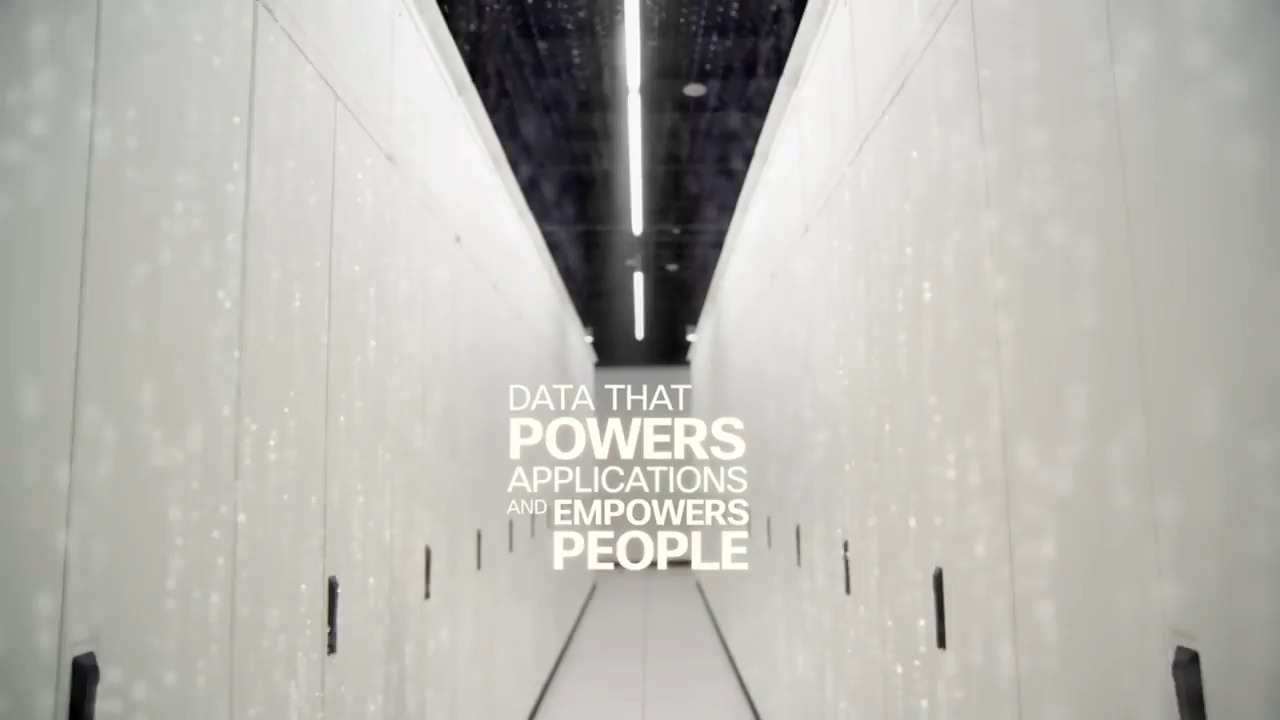 DATA THAT
POWERS
APPLICATIONS
AND EMPOWERS
PEOPLE